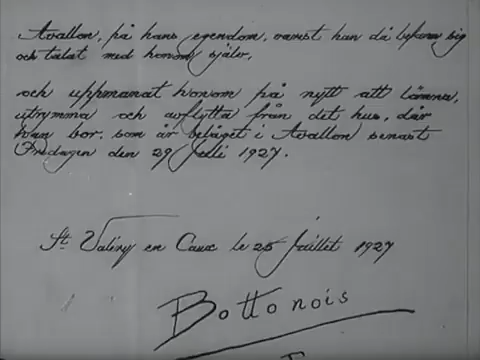 Avallon, på hans egendom, varest han då befann sig
och talat med honom själv,
och uppmanat honom på nytt att lämna,
utrymma och avflytta från det hus, där
han bor, som är beläget i Avallon senast
Fredagen den 29 Juli 1927.
St. Valéry en Caux le 25 Juillet 1927
Bottonois